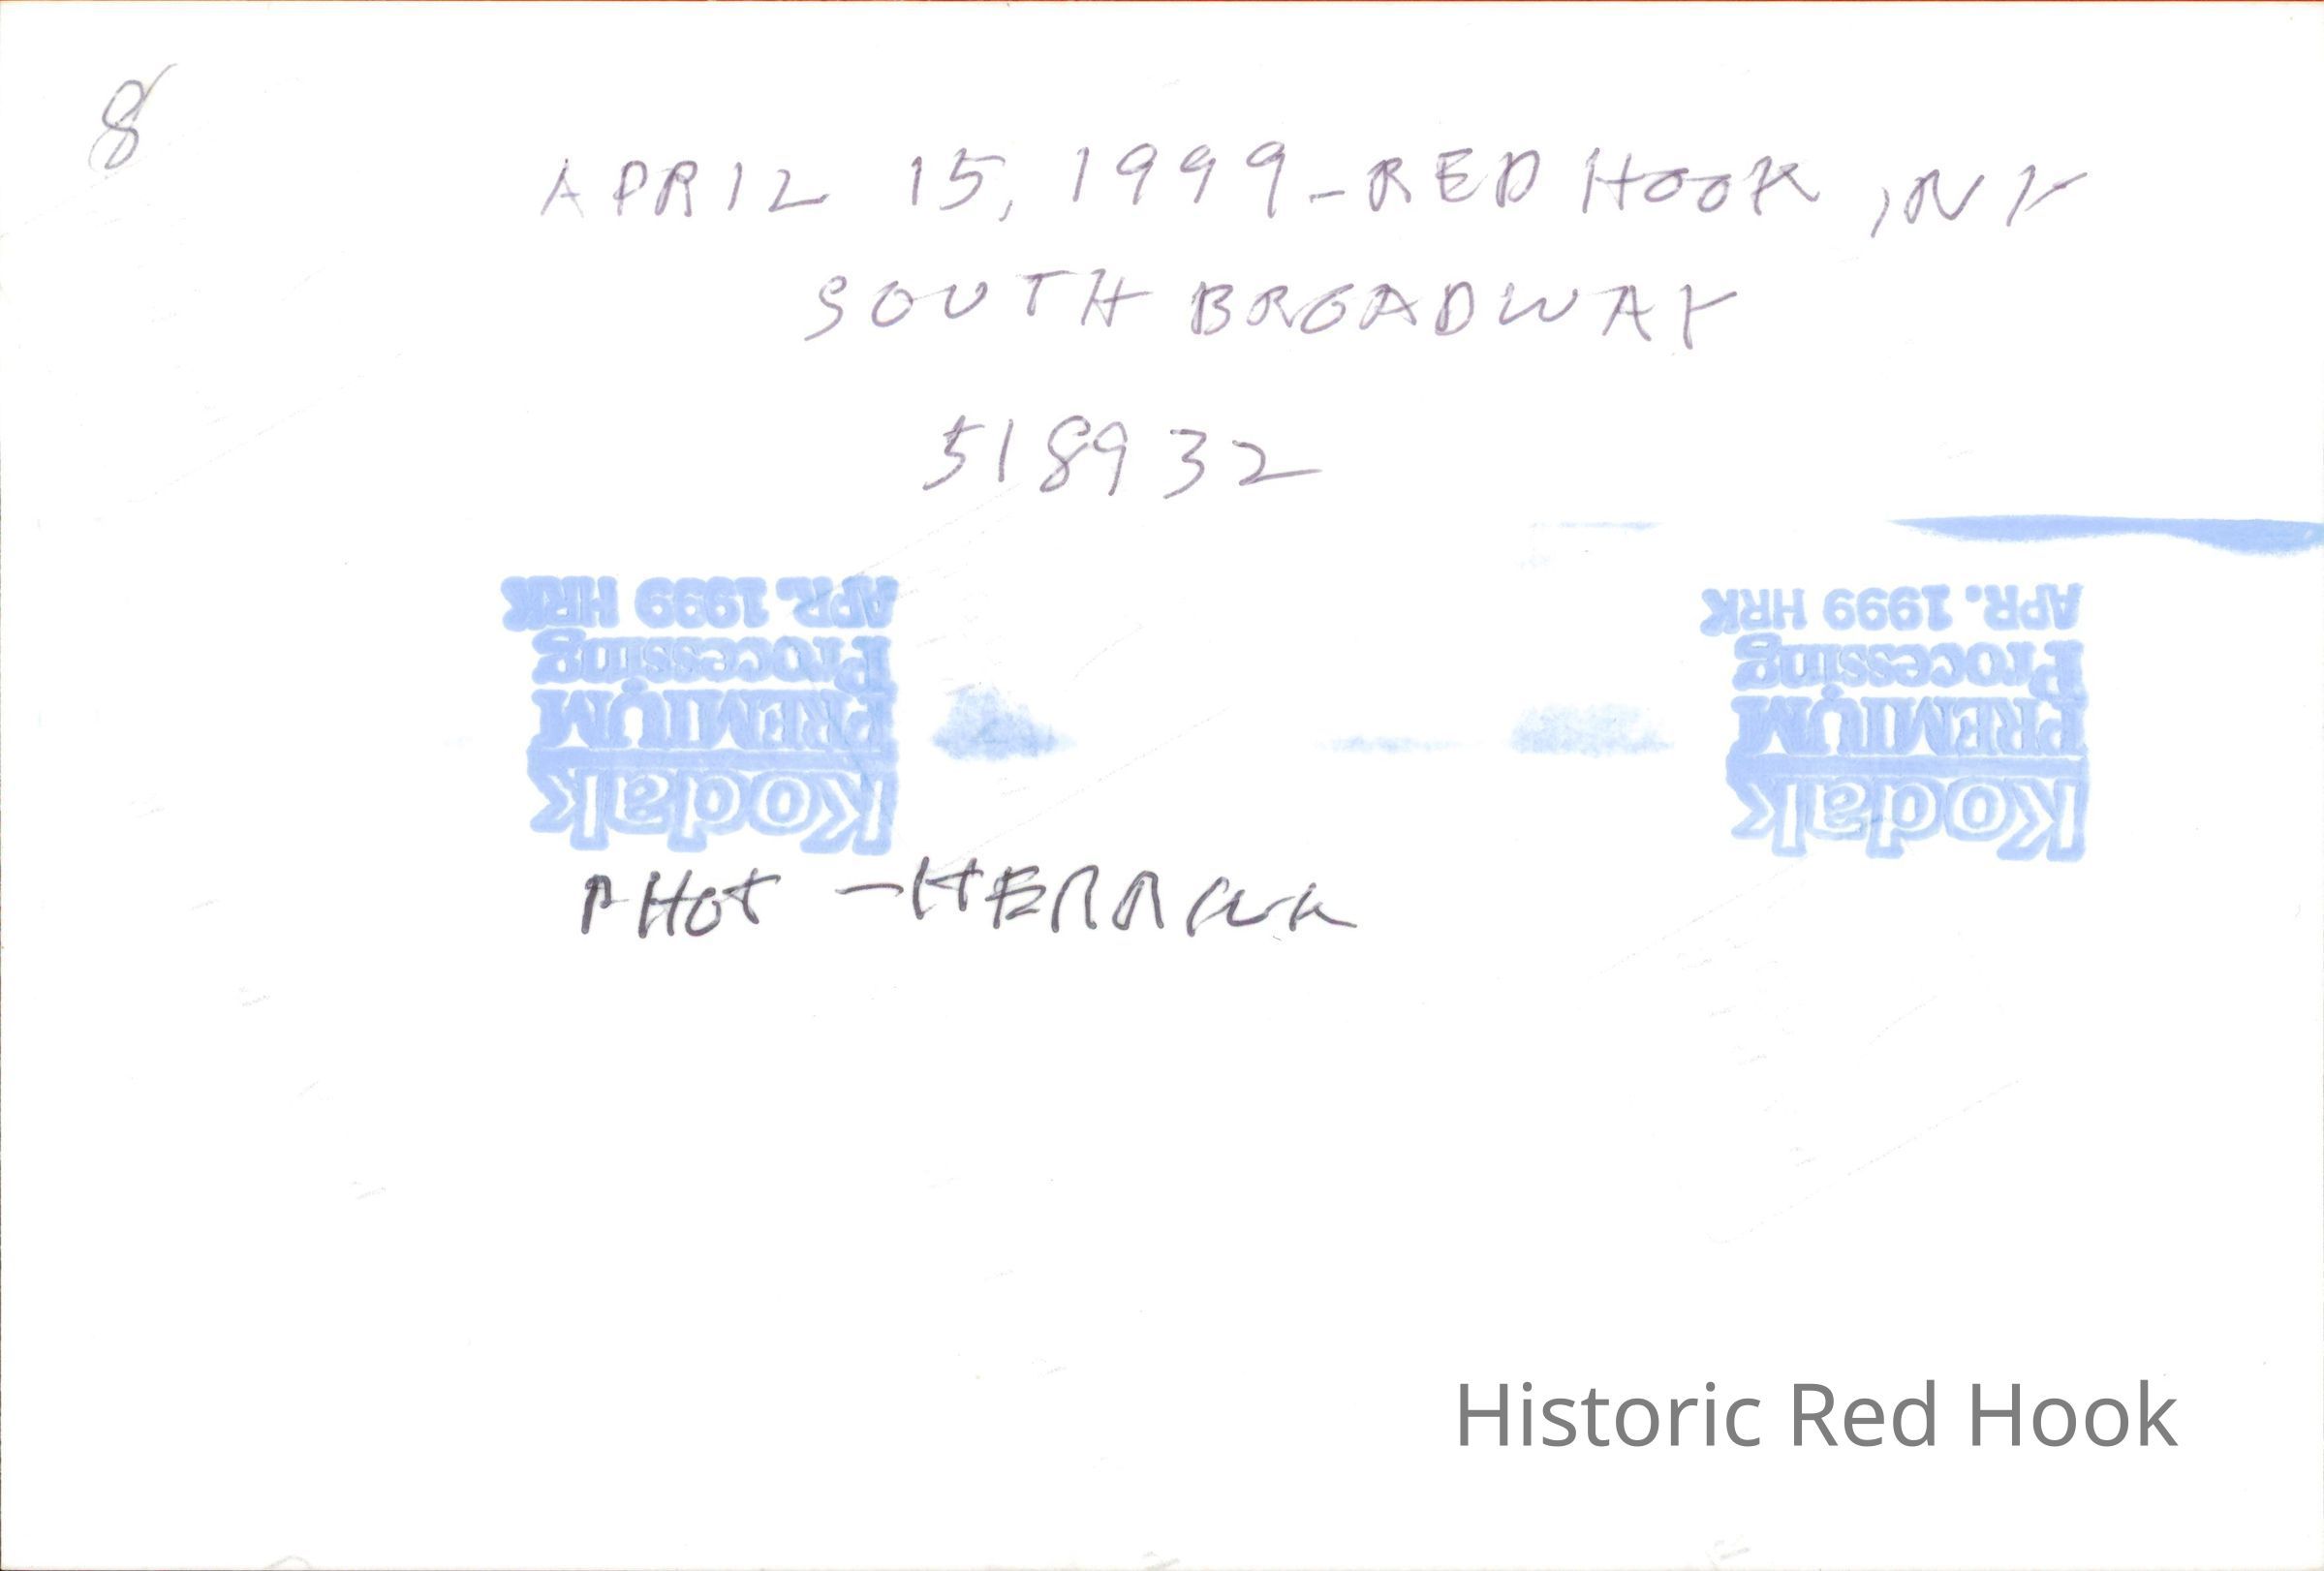 8
APRIL 15, 1999 - RED HOOK, NY
SOUTH BROADWAY
518932
APR. 1999 HRK
Processing
PREMIUM
Kodak
APR. 1999 HRK
Processing
PREMIUM
Kodak
PHOT - HERRICK
Historic Red Hook